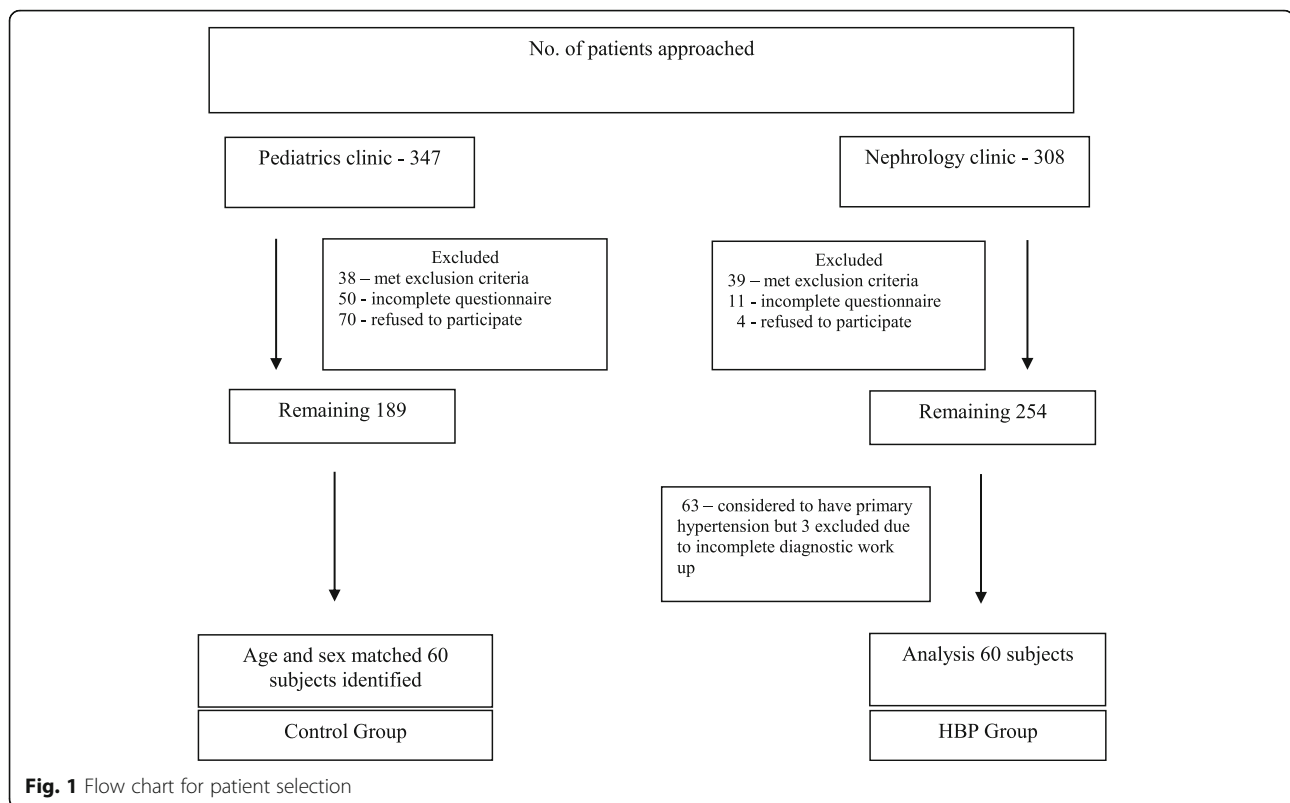 No. of patients approached
Pediatrics clinic - 347
Nephrology clinic - 308
Excluded
38 – met exclusion criteria
50 - incomplete questionnaire
70 - refused to participate
Excluded
39 – met exclusion criteria
11 - incomplete questionnaire
4 - refused to participate
Remaining 189
Remaining 254
63 – considered to have primary
hypertension but 3 excluded due
to incomplete diagnostic work
up
Age and sex matched 60
subjects identified
Control Group
Analysis 60 subjects
HBP Group
Fig. 1 Flow chart for patient selection